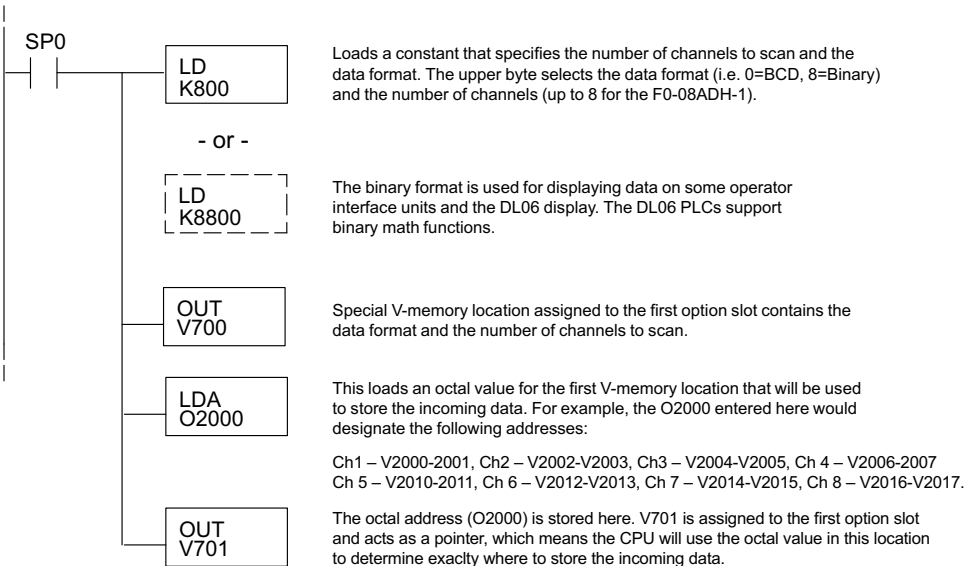 SP0
LD
K800
Loads a constant that specifies the number of channels to scan and the
data format. The upper byte selects the data format (i.e. 0=BCD, 8=Binary)
and the number of channels (up to 8 for the F0-08ADH-1).
- or -
LD
K8800
The binary format is used for displaying data on some operator
interface units and the DL06 display. The DL06 PLCs support
binary math functions.
OUT
V700
Special V-memory location assigned to the first option slot contains the
data format and the number of channels to scan.
LDA
O2000
This loads an octal value for the first V-memory location that will be used
to store the incoming data. For example, the O2000 entered here would
designate the following addresses:
Ch1 – V2000-2001, Ch2 – V2002-V2003, Ch3 – V2004-V2005, Ch 4 – V2006-2007
Ch 5 – V2010-2011, Ch 6 – V2012-V2013, Ch 7 – V2014-V2015, Ch 8 – V2016-V2017.
OUT
V701
The octal address (O2000) is stored here. V701 is assigned to the first option slot
and acts as a pointer, which means the CPU will use the octal value in this location
to determine exaclty where to store the incoming data.